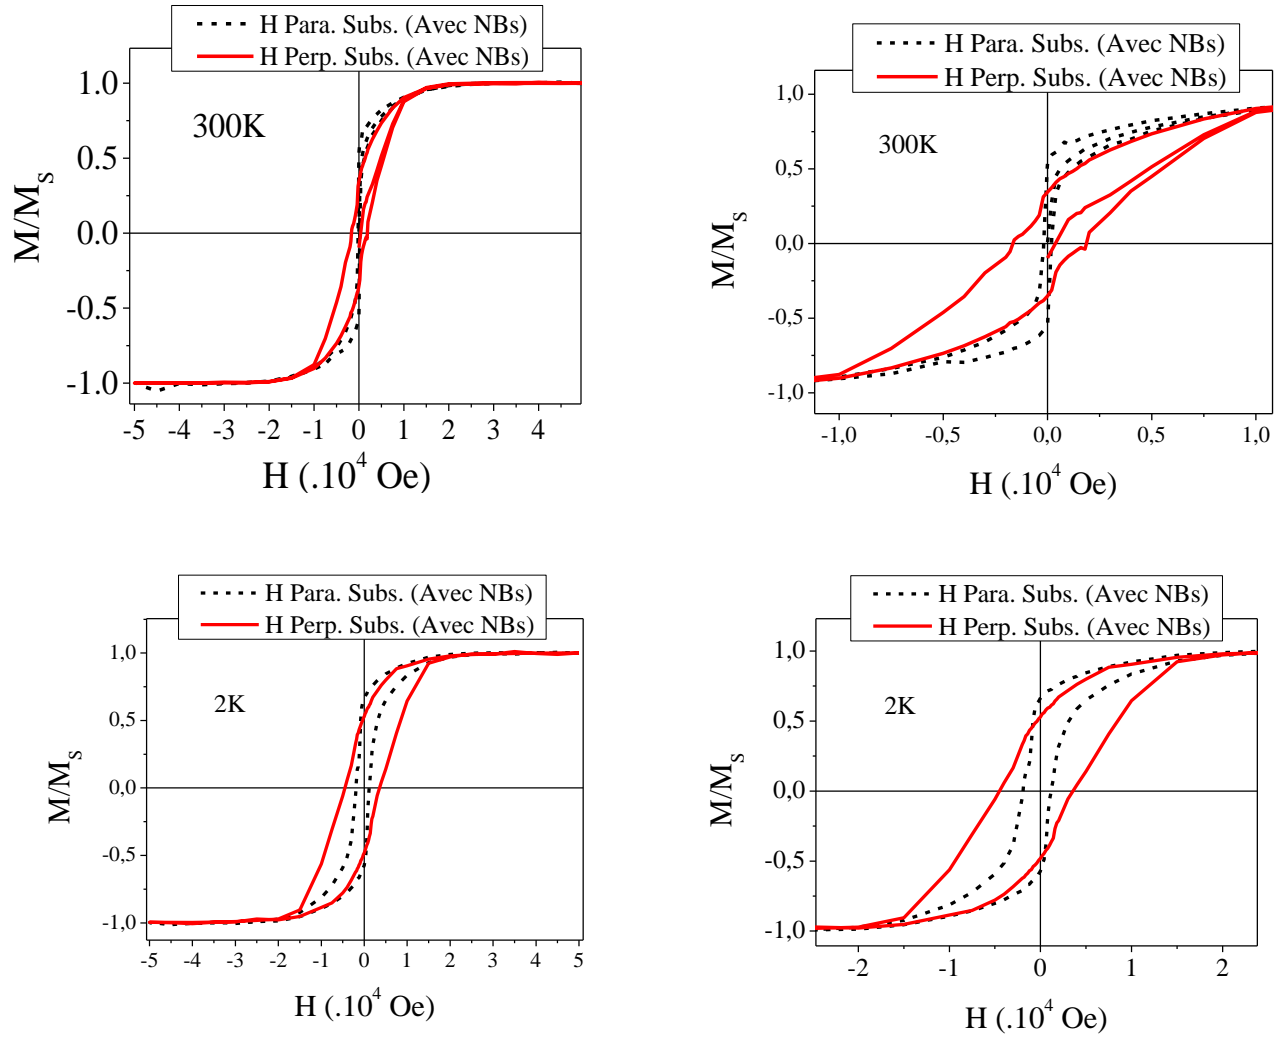 H Para. Subs. (Avec NBs)
H Perp. Subs. (Avec NBs)
300K
1.0
0.5
0.0
-0.5
-1.0
M/M_S
-5 -4 -3 -2 -1 0 1 2 3 4
H (.10^4 Oe)
H Para. Subs. (Avec NBs)
H Perp. Subs. (Avec NBs)
300K
1,0
0,5
0,0
-0,5
-1,0
M/M_S
-1,0 -0,5 0,0 0,5 1,0
H (.10^4 Oe)
H Para. Subs. (Avec NBs)
H Perp. Subs. (Avec NBs)
2K
1,0
0,5
0,0
-0,5
-1,0
M/M_S
-5 -4 -3 -2 -1 0 1 2 3 4 5
H (.10^4 Oe)
H Para. Subs. (Avec NBs)
H Perp. Subs. (Avec NBs)
2K
1,0
0,5
0,0
-0,5
-1,0
M/M_S
-2 -1 0 1 2
H (.10^4 Oe)